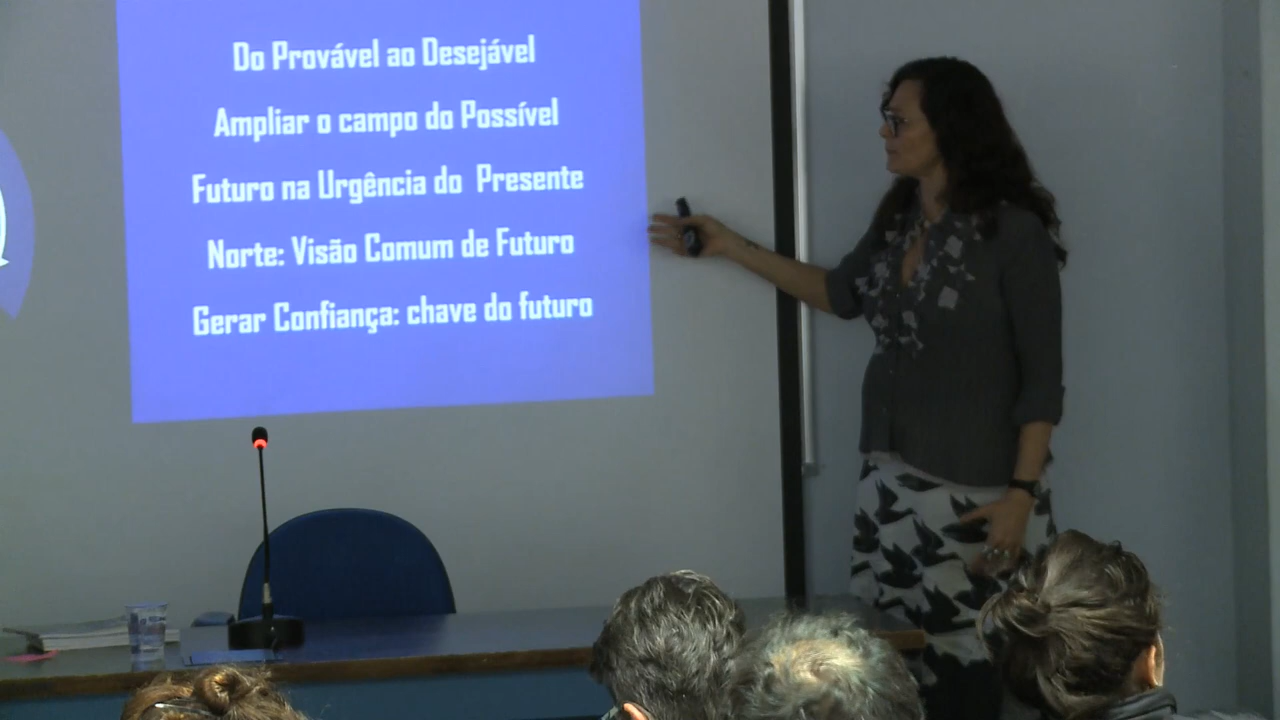 Do Provável ao Desejável
Ampliar o campo do Possível
Futuro na Urgência do Presente
Norte: Visão Comum de Futuro
Gerar Confiança: chave do futuro